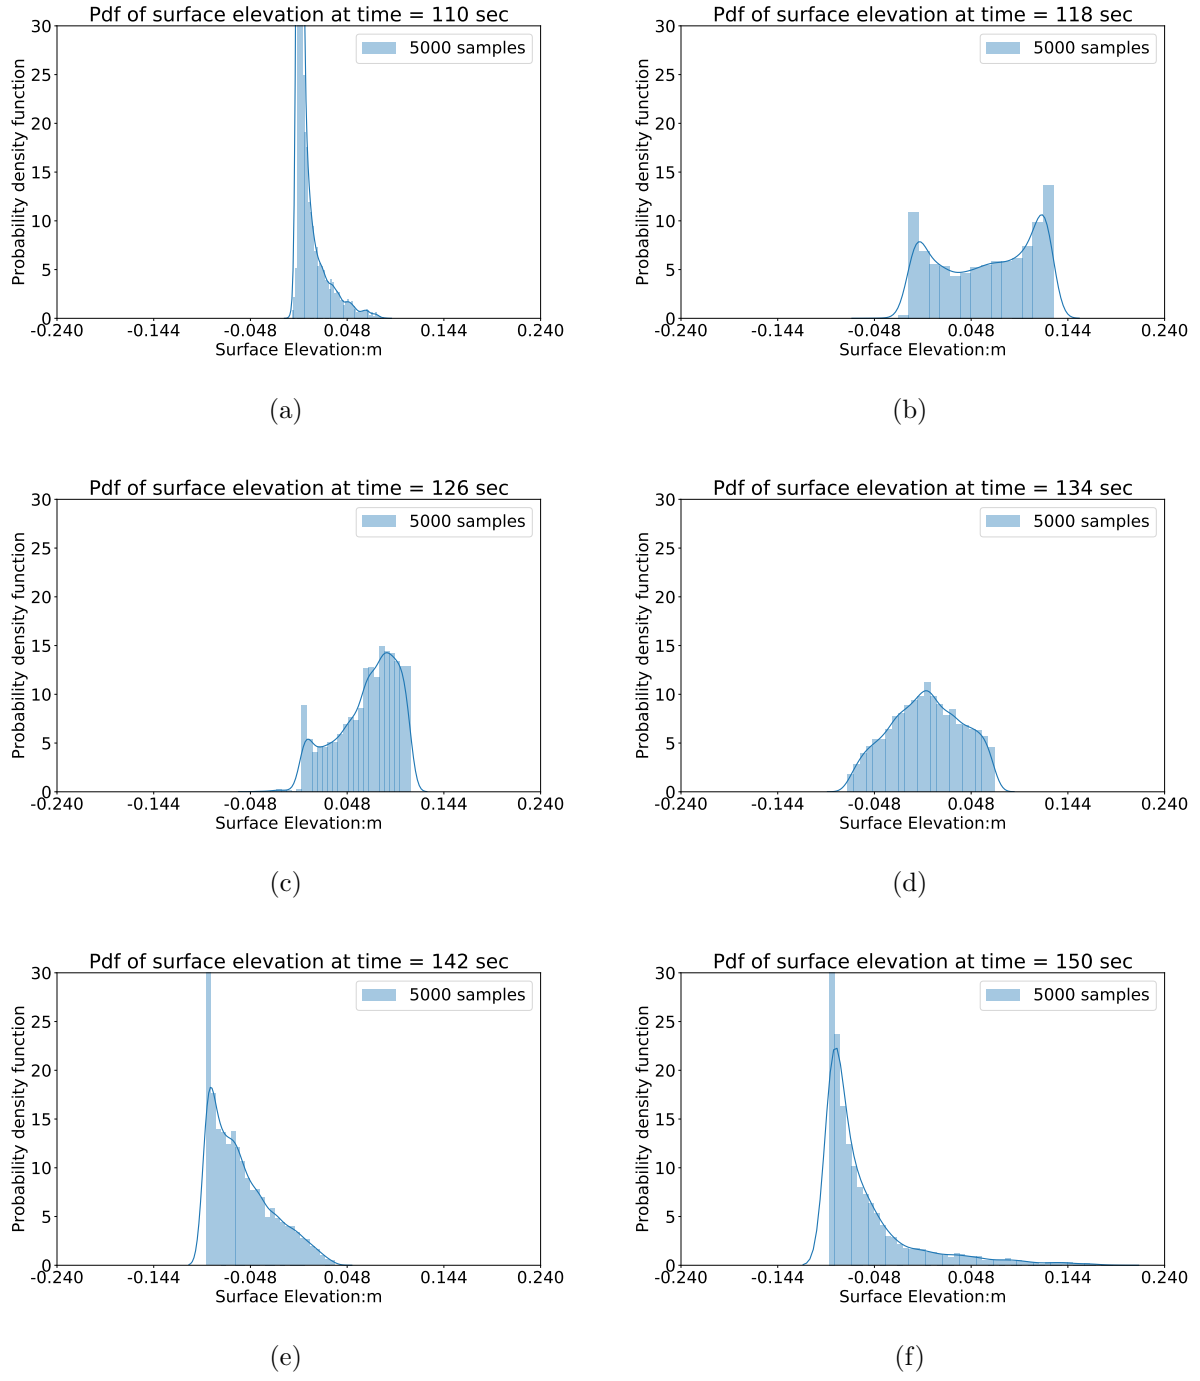 Pdf of surface elevation at time = 110 sec
30
25
20
15
10
5
0
Probability density function
5000 samples
-0.240 -0.144 -0.048 0.048 0.144 0.240
Surface Elevation:m
(a)
Pdf of surface elevation at time = 118 sec
30
25
20
15
10
5
0
Probability density function
5000 samples
-0.240 -0.144 -0.048 0.048 0.144 0.240
Surface Elevation:m
(b)
Pdf of surface elevation at time = 126 sec
30
25
20
15
10
5
0
Probability density function
5000 samples
-0.240 -0.144 -0.048 0.048 0.144 0.240
Surface Elevation:m
(c)
Pdf of surface elevation at time = 134 sec
30
25
20
15
10
5
0
Probability density function
5000 samples
-0.240 -0.144 -0.048 0.048 0.144 0.240
Surface Elevation:m
(d)
Pdf of surface elevation at time = 142 sec
30
25
20
15
10
5
0
Probability density function
5000 samples
-0.240 -0.144 -0.048 0.048 0.144 0.240
Surface Elevation:m
(e)
Pdf of surface elevation at time = 150 sec
30
25
20
15
10
5
0
Probability density function
5000 samples
-0.240 -0.144 -0.048 0.048 0.144 0.240
Surface Elevation:m
(f)